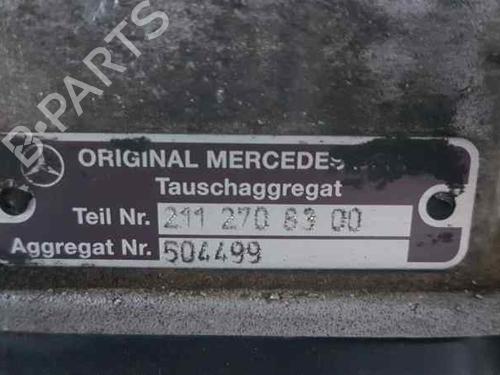 B-PARTS
ORIGINAL MERCEDES
Tauschaggregat
Teil Nr. 211 270 83 00
Aggregat Nr. 504499